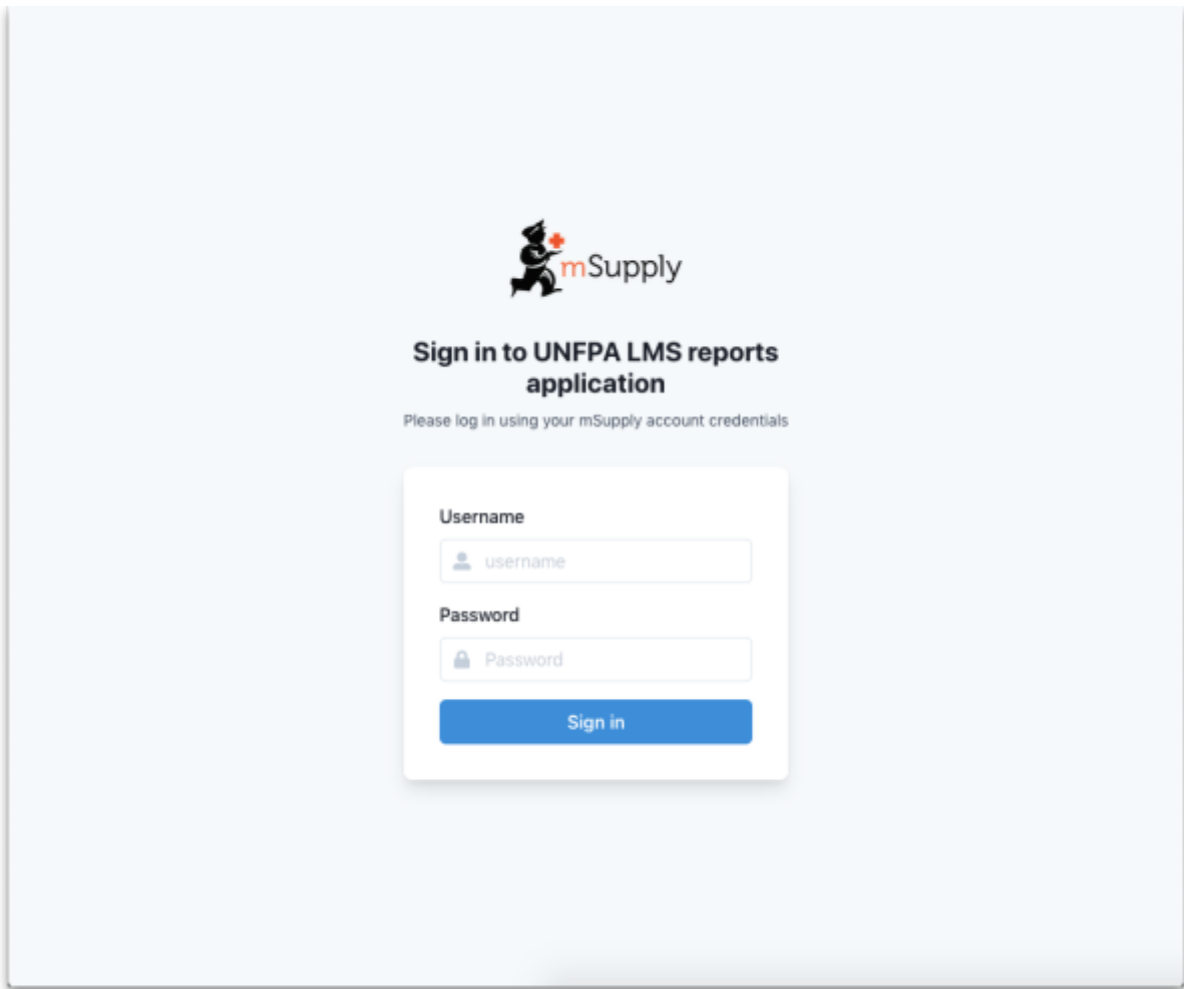 mSupply
Sign in to UNFPA LMS reports
application
Please log in using your mSupply account credentials
Username
username
Password
Password
Sign in